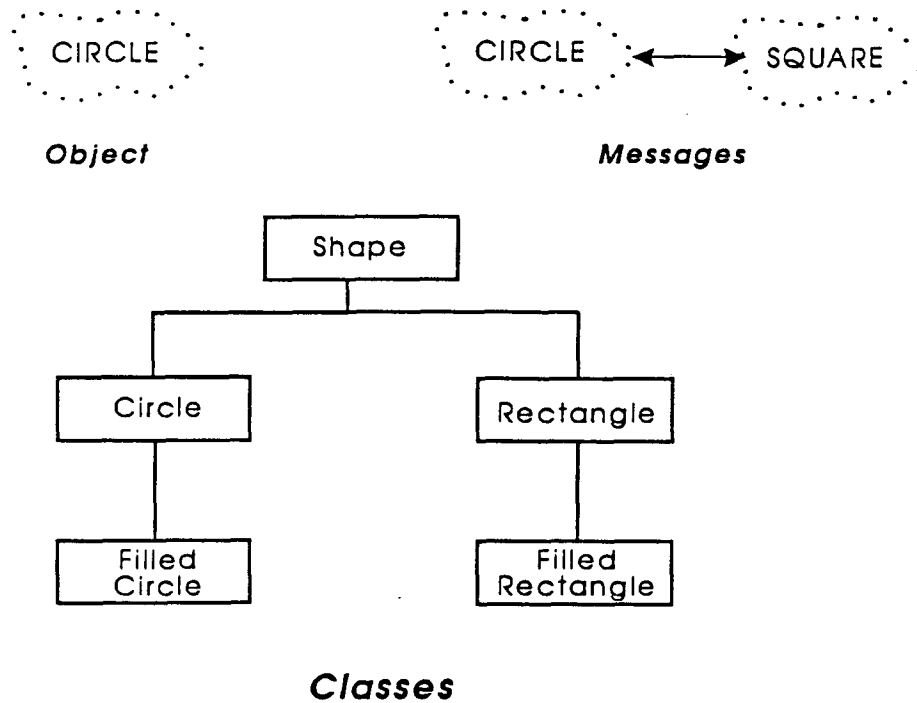 CIRCLE
CIRCLE
SQUARE
Object
Messages
Shape
Circle
Rectangle
Filled
Circle
Filled
Rectangle
Classes